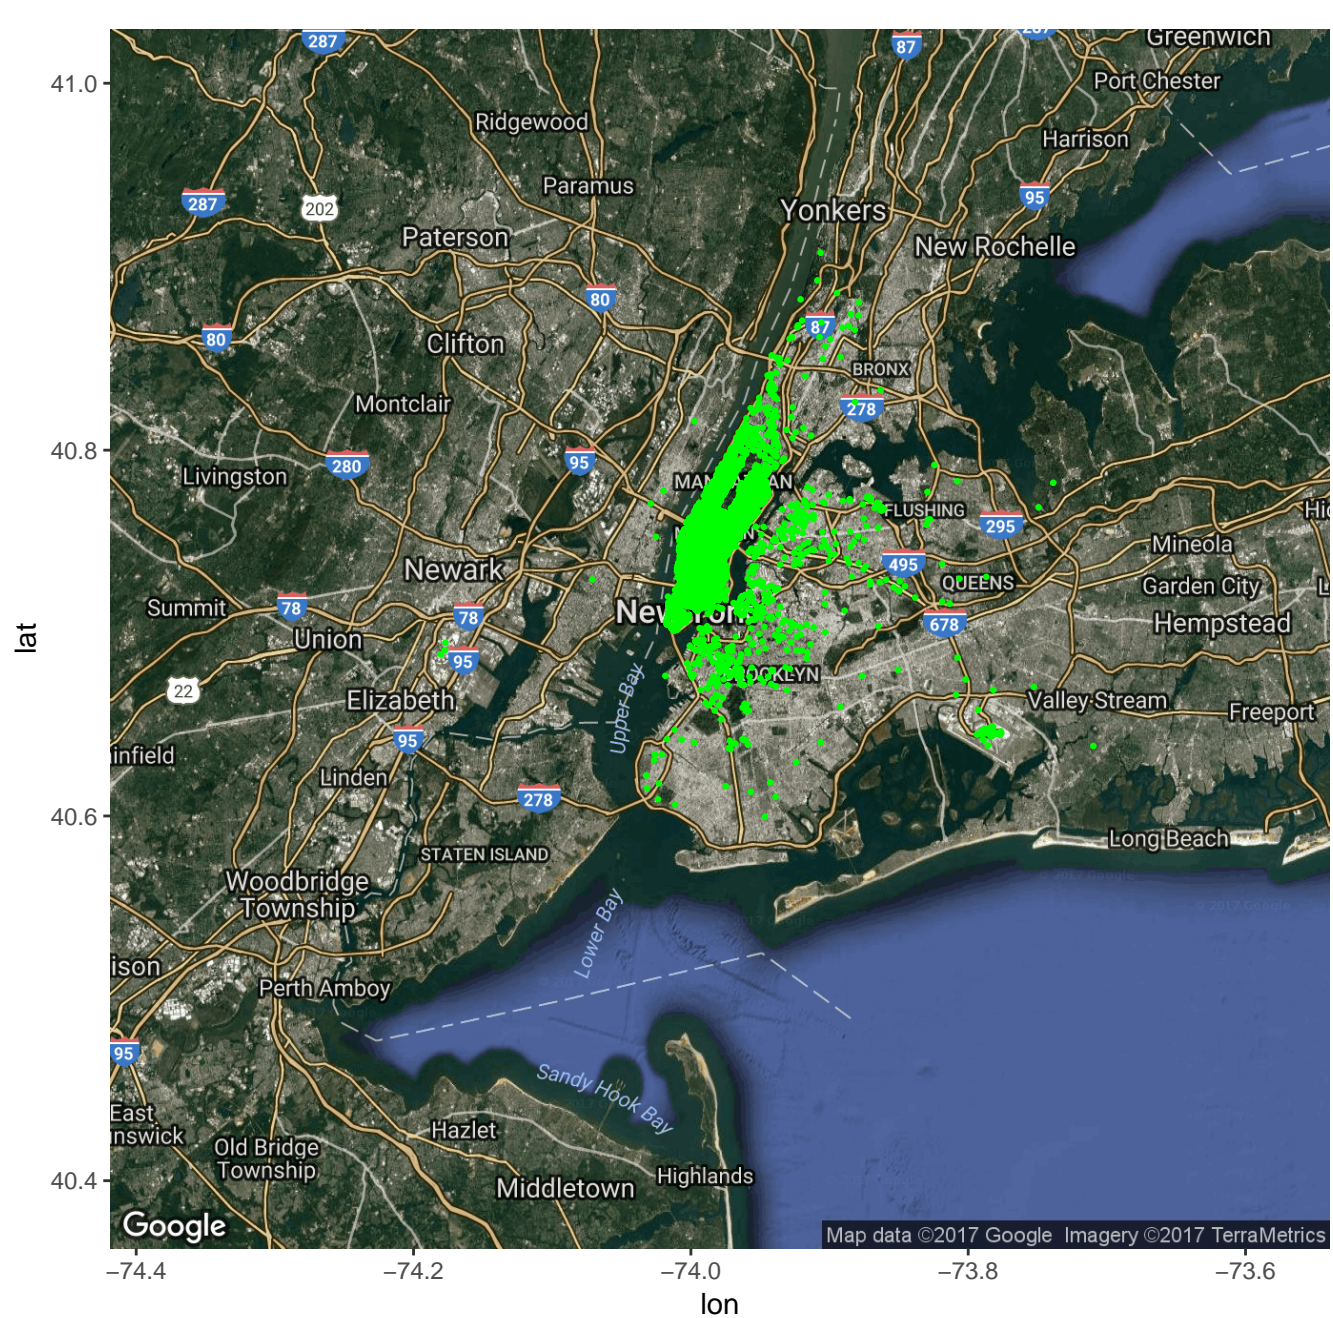 287
87
Greenwich
41.0
Port Chester
Ridgewood
Harrison
Paramus
287
202
95
Yonkers
Paterson
New Rochelle
80
87
80
Clifton
BRONX
Montclair
278
40.8
95
280
Livingston
FLUSHING
295
Mineola
495
Newark
QUEENS
Garden City
Summit
78
78
678
Hempstead
Union
lat
95
22
Elizabeth
Valley Stream
Freeport
Upper Bay
95
infield
Linden
278
40.6
Long Beach
STATEN ISLAND
Woodbridge
Township
Lower Bay
ison
Perth Amboy
95
Sandy Hook Bay
East
nswick
Hazlet
Old Bridge
Township
Highlands
40.4
Middletown
Google
Map data ©2017 Google Imagery ©2017 TerraMetrics
−74.4
−74.2
−74.0
−73.8
−73.6
lon